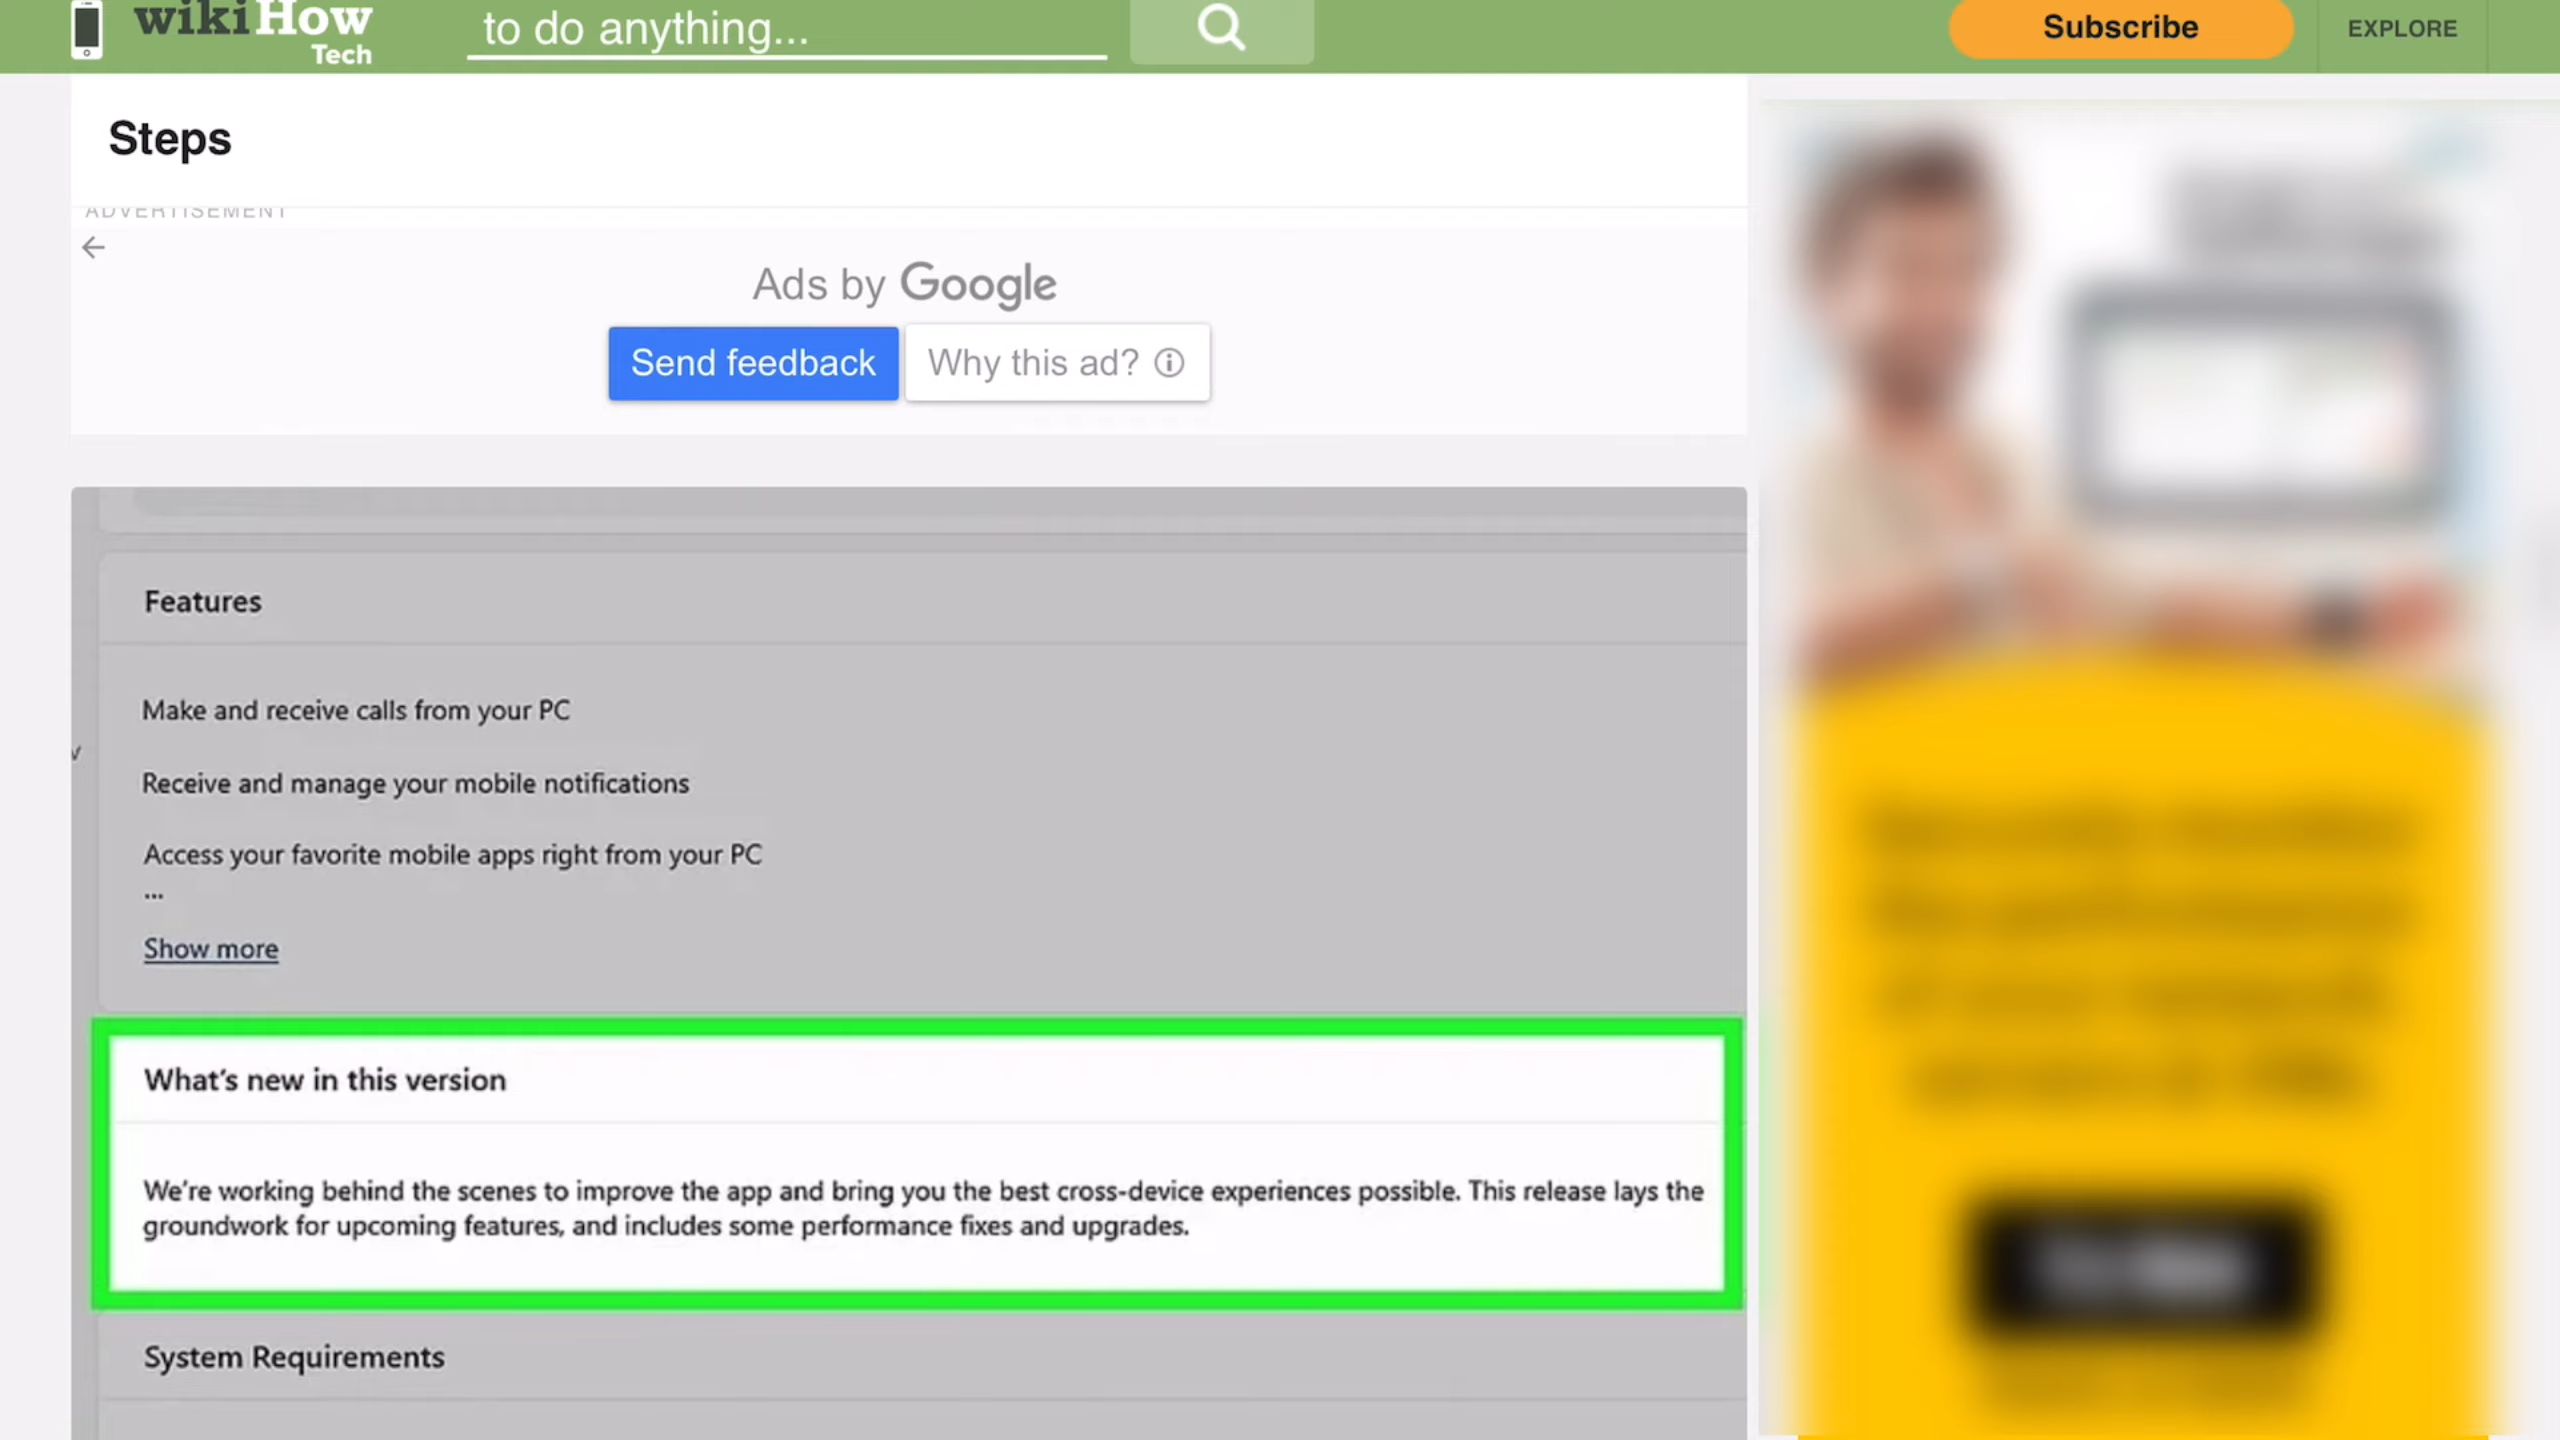 wikiHow
Tech
to do anything...
Subscribe
EXPLORE
Steps
ADVERTISEMENT
Ads by Google
Send feedback
Why this ad?
Features
Make and receive calls from your PC
Receive and manage your mobile notifications
Access your favorite mobile apps right from your PC
...
Show more
What's new in this version
We're working behind the scenes to improve the app and bring you the best cross-device experiences possible. This release lays the
groundwork for upcoming features, and includes some performance fixes and upgrades.
System Requirements